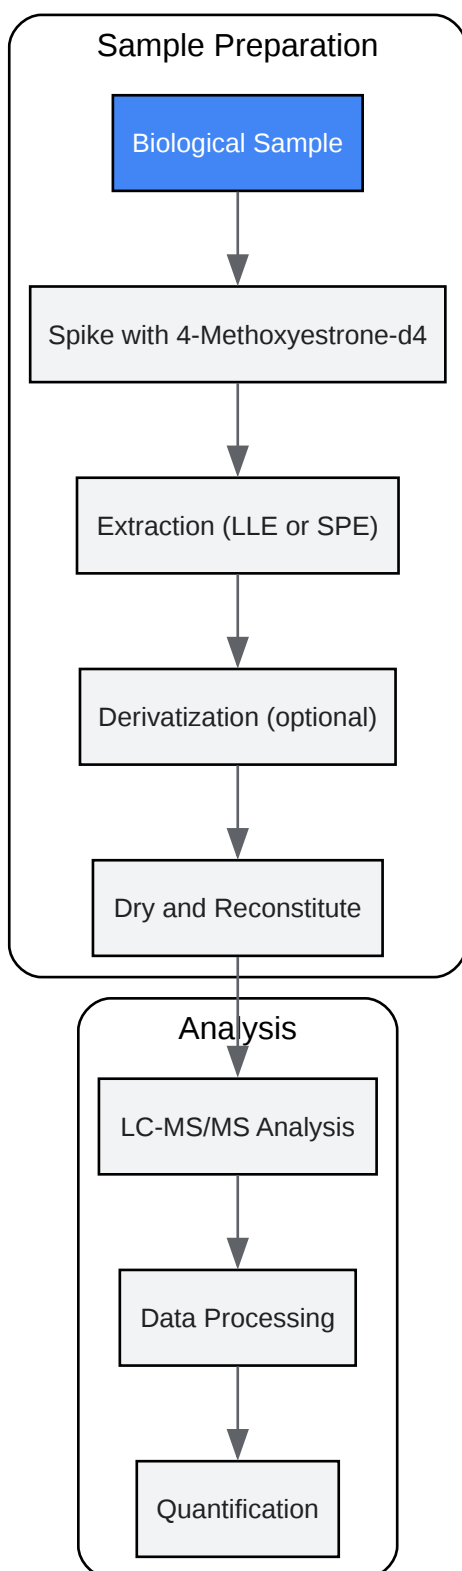 Sample Preparation
Biological Sample
Spike with 4-Methoxyestrone-d4
Extraction (LLE or SPE)
Derivatization (optional)
Dry and Reconstitute
Analysis
LC-MS/MS Analysis
Data Processing
Quantification